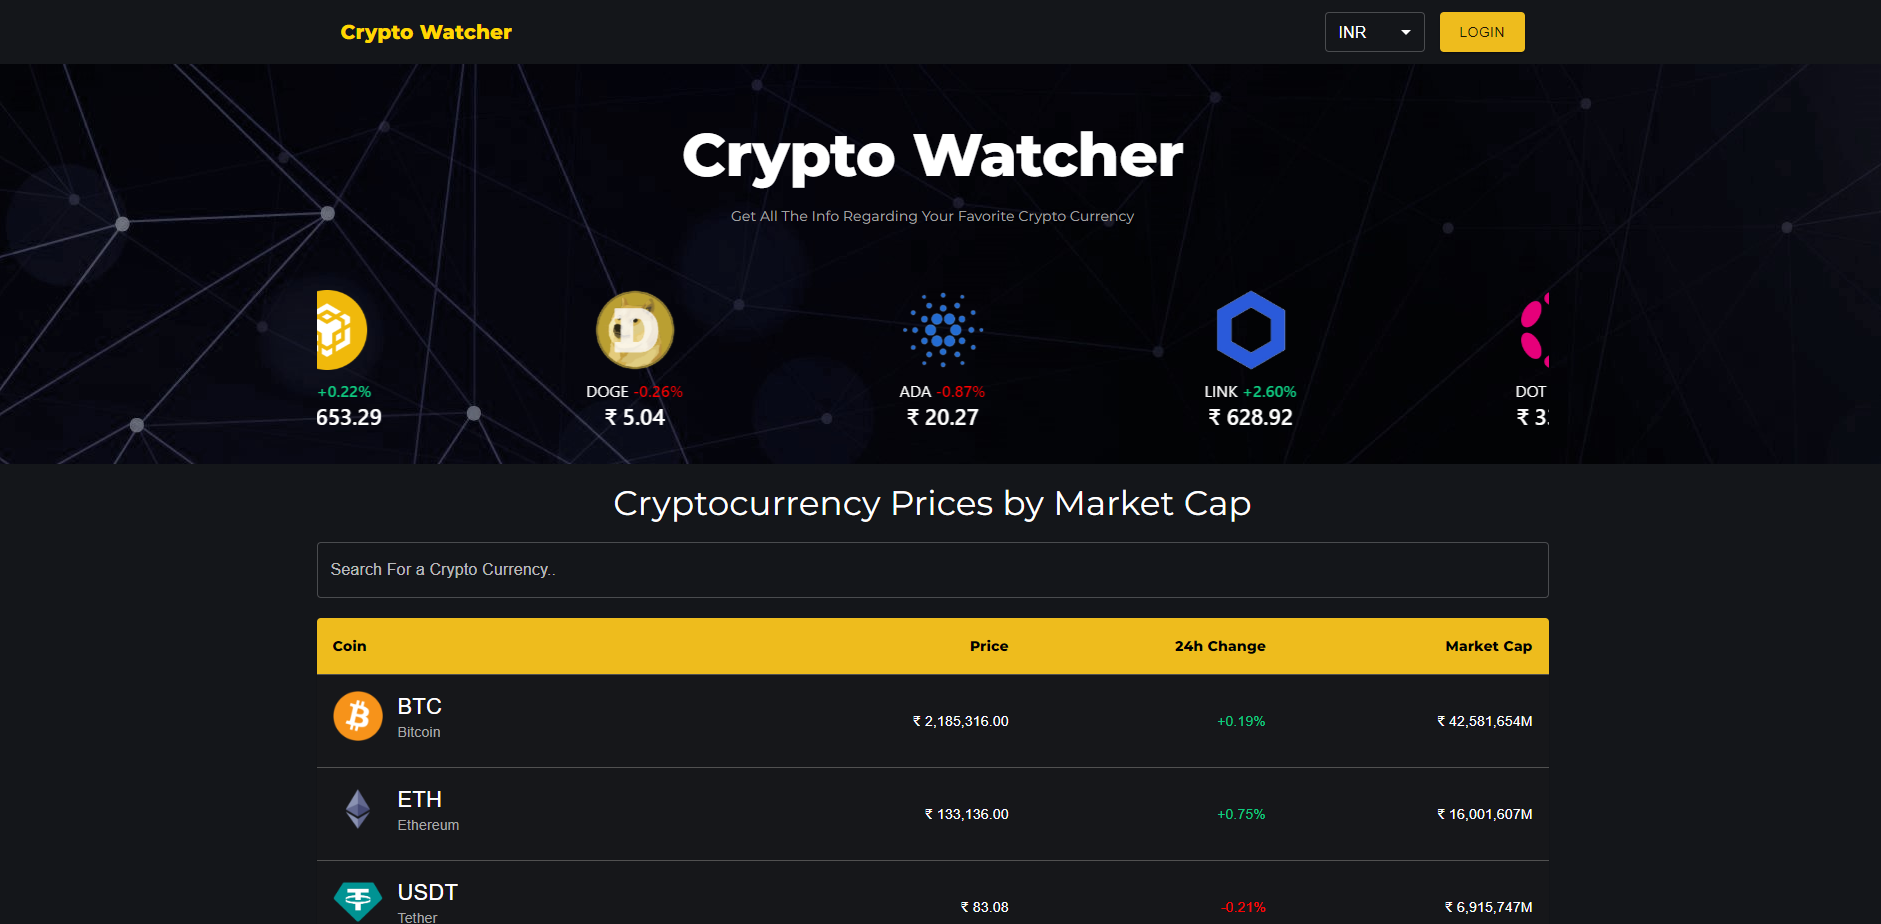 Crypto Watcher
INR
LOGIN
Crypto Watcher
Get All The Info Regarding Your Favorite Crypto Currency
+0.22%
653.29
DOGE -0.26%
₹ 5.04
ADA -0.87%
₹ 20.27
LINK +2.60%
₹ 628.92
DOT
₹ 3
Cryptocurrency Prices by Market Cap
Search For a Crypto Currency..
Coin Price 24h Change Market Cap
BTC
Bitcoin
₹ 2,185,316.00 +0.19% ₹ 42,581,654M
ETH
Ethereum
₹ 133,136.00 +0.75% ₹ 16,001,607M
USDT
Tether
₹ 83.08 -0.21% ₹ 6,915,747M